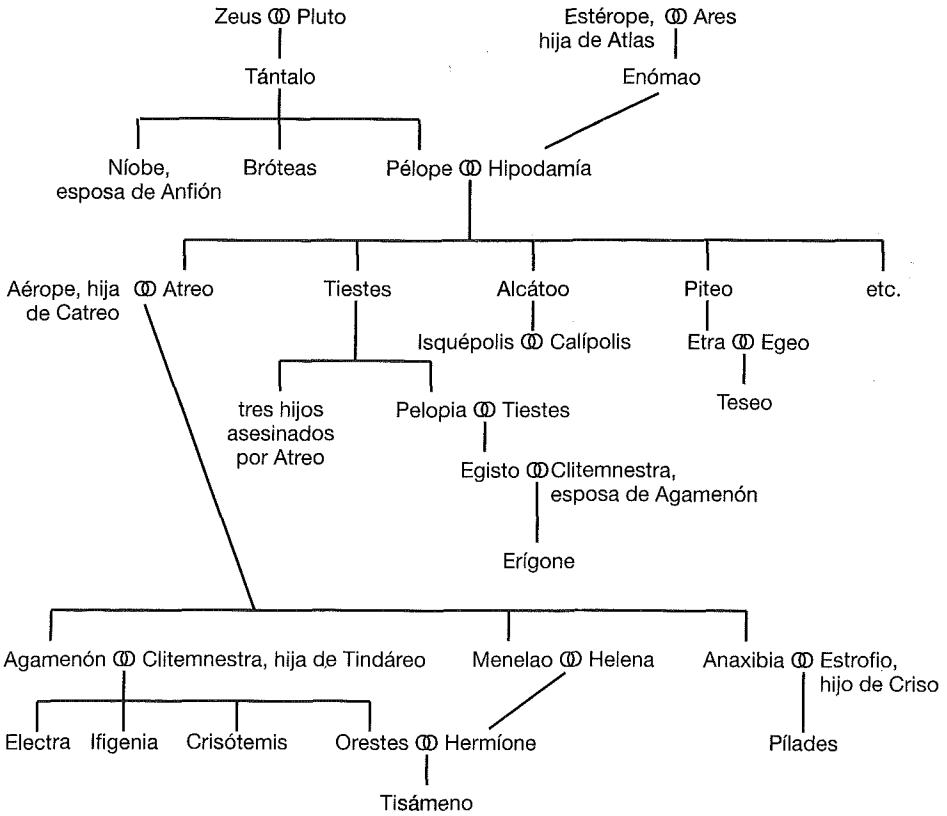 Zeus ⚭ Pluto
Estérope, ⚭ Ares
hija de Atlas
Tántalo
Enómao
Níobe,
esposa de Anfión
Bróteas
Pélope ⚭ Hipodamía
Aérope, hija ⚭ Atreo
de Catreo
Tiestes
Alcátoo
Piteo
etc.
Isquépolis ⚭ Calípolis
Etra ⚭ Egeo
tres hijos
asesinados
por Atreo
Pelopia ⚭ Tiestes
Teseo
Egisto ⚭ Clitemnestra,
esposa de Agamenón
Erígone
Agamenón ⚭ Clitemnestra, hija de Tindáreo
Menelao ⚭ Helena
Anaxibia ⚭ Estrofio,
hijo de Criso
Electra
Ifigenia
Crisótemis
Orestes ⚭ Hermíone
Pílades
Tisámeno